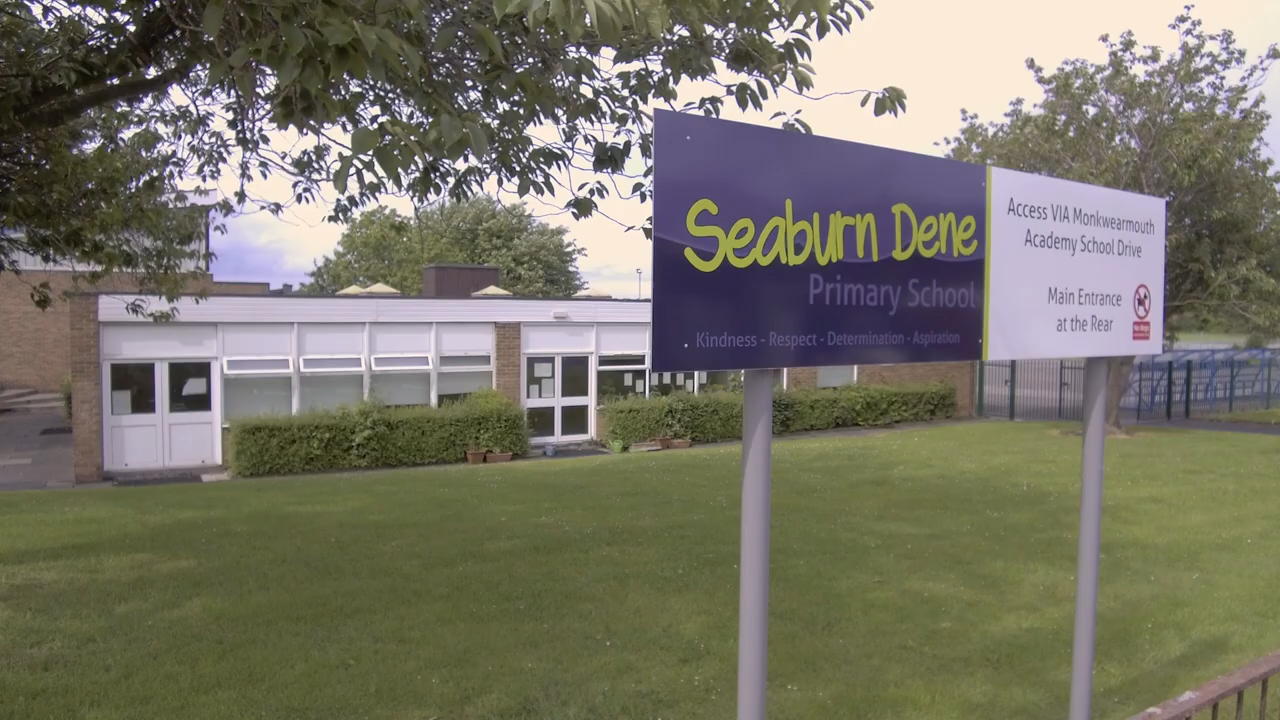 Seaburn Dene
Primary School
Kindness - Respect - Determination - Aspiration
Access VIA Monkwearmouth
Academy School Drive
Main Entrance
at the Rear